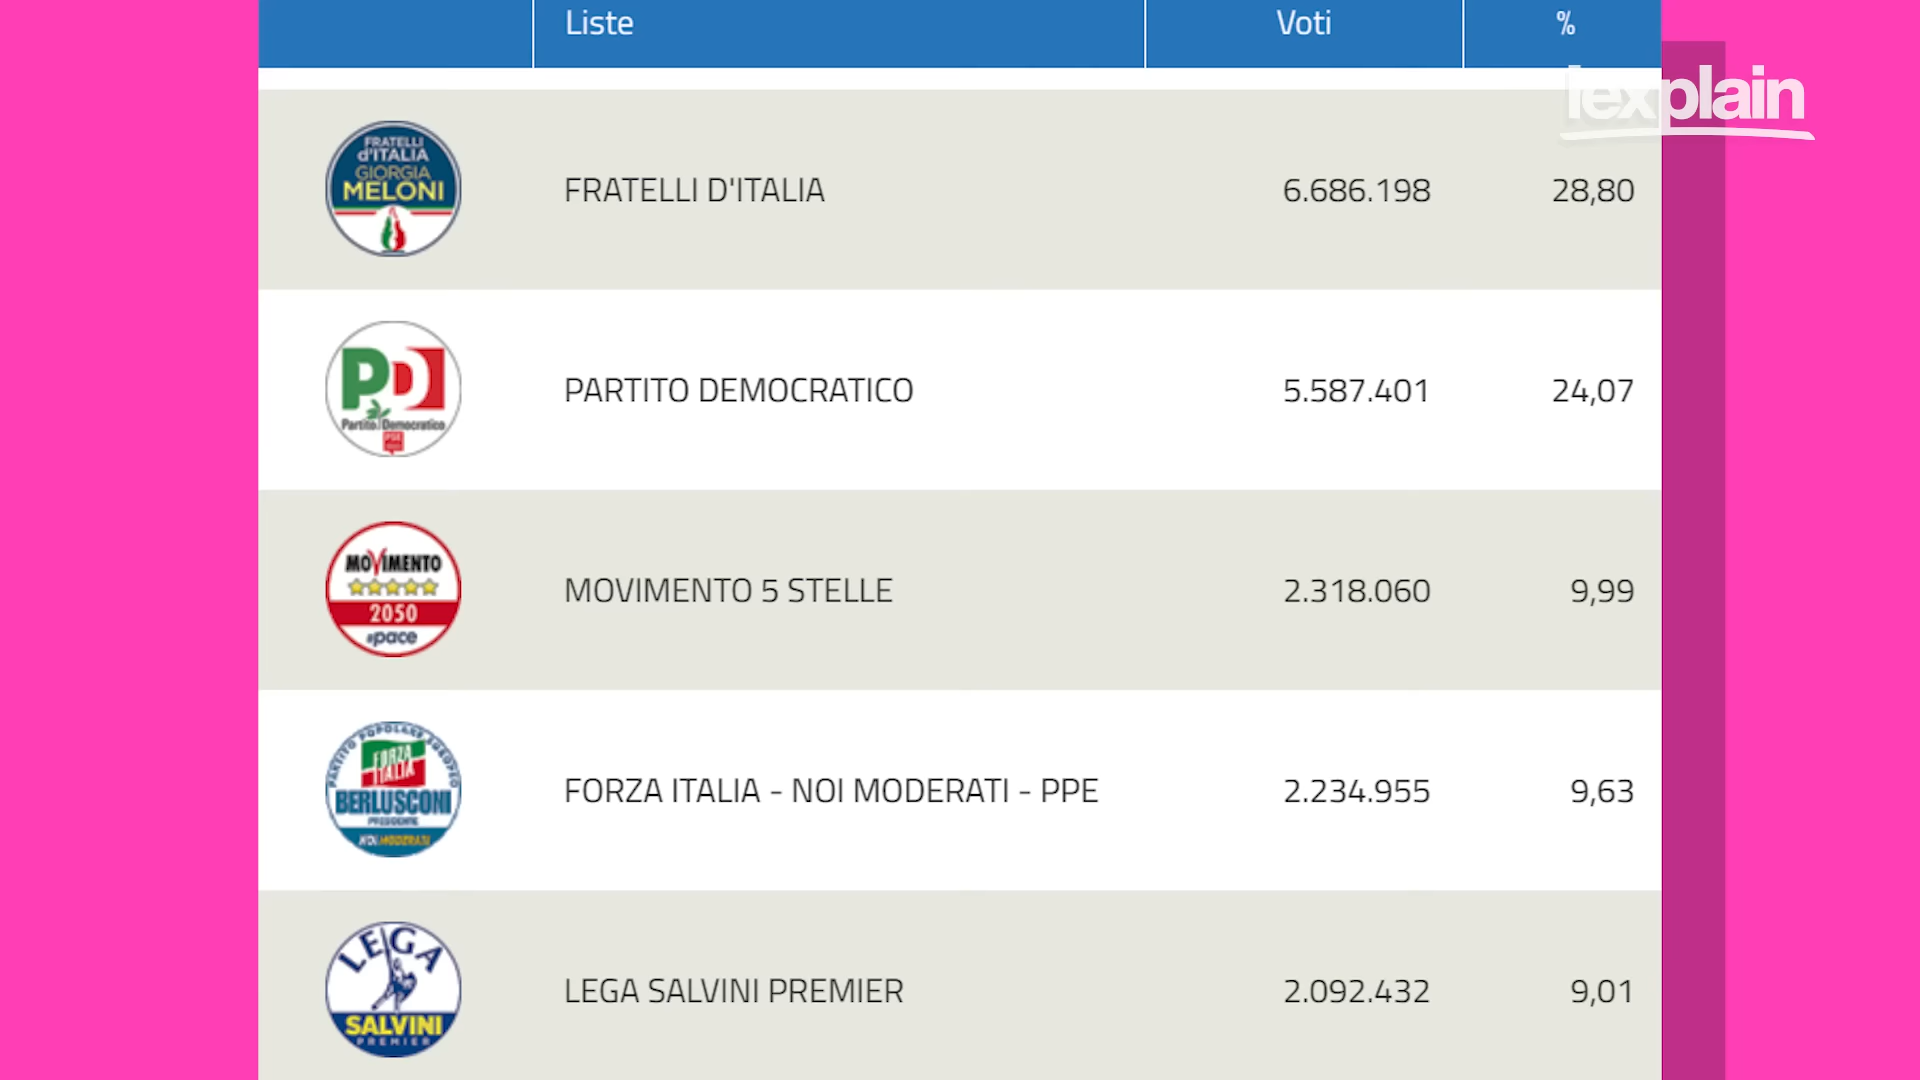 Liste Voti %
lexplain
FRATELLI
d'ITALIA
GIORGIA
MELONI
FRATELLI D'ITALIA 6.686.198 28,80
PD
Partito Democratico
PARTITO DEMOCRATICO 5.587.401 24,07
MOVIMENTO
2050
#pace
MOVIMENTO 5 STELLE 2.318.060 9,99
PARTITO POPOLARE EUROPEO
FORZA
ITALIA
BERLUSCONI
PRESIDENTE
NOI MODERATI
FORZA ITALIA - NOI MODERATI - PPE 2.234.955 9,63
LEGA
SALVINI
PREMIER
LEGA SALVINI PREMIER 2.092.432 9,01